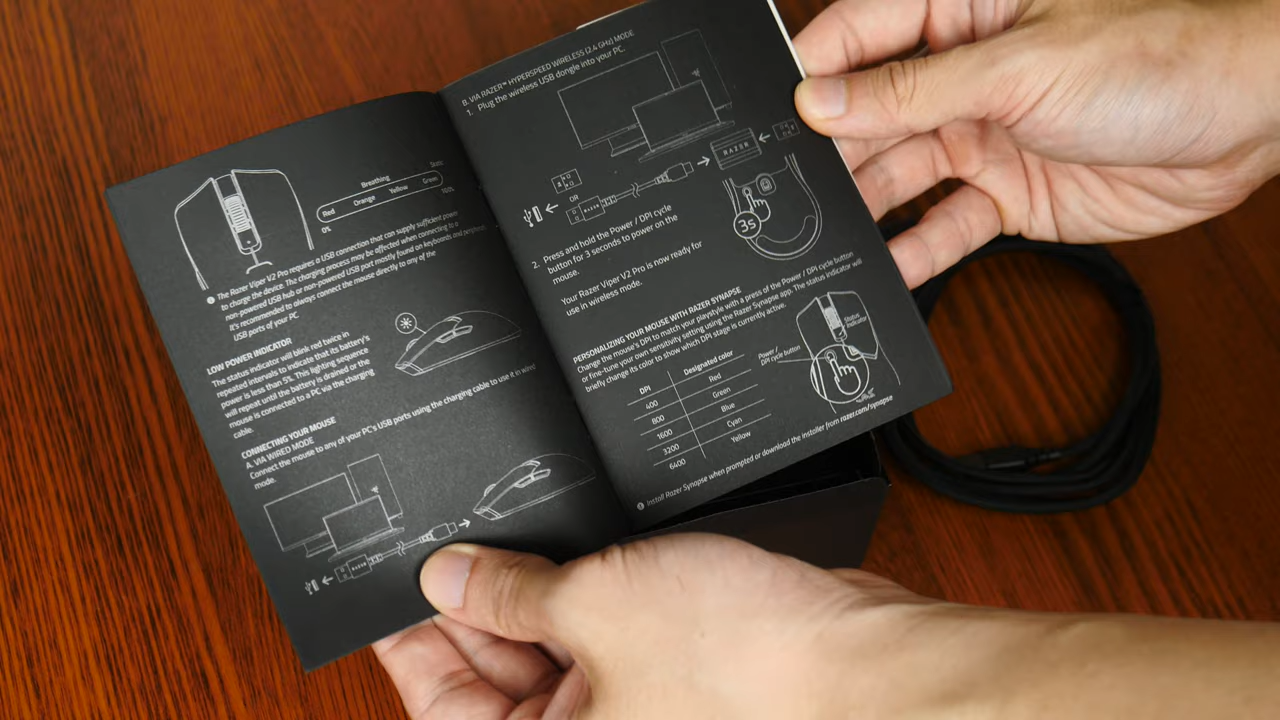 Static
Breathing
Red
Orange
Yellow
Green
0%
100%
The Razer Viper V2 Pro requires a USB connection that can supply sufficient power
to charge the device. The charging process may be affected when connecting to a
non-powered USB hub or non-powered USB port mostly found on keyboards and peripherals.
It's recommended to always connect the mouse directly to any of the
USB ports of your PC.
LOW POWER INDICATOR
The status indicator will blink red twice in
repeated intervals to indicate that its battery's
power is less than 5%. This lighting sequence
will repeat until the battery is drained or the
mouse is connected to a PC via the charging
cable.
CONNECTING YOUR MOUSE
A. VIA WIRED MODE
Connect the mouse to any of your PC's USB ports using the charging cable to use it in wired
mode.
RAZER
B. VIA RAZER™ HYPERSPEED WIRELESS (2.4 GHz) MODE
1. Plug the wireless USB dongle into your PC.
RAZER
OR
RAZER
2. Press and hold the Power / DPI cycle
button for 3 seconds to power on the
mouse.
3s
Your Razer Viper V2 Pro is now ready for
use in wireless mode.
PERSONALIZING YOUR MOUSE WITH RAZER SYNAPSE
Change the mouse's DPI to match your playstyle with a press of the Power / DPI cycle button
or fine-tune your own sensitivity setting using the Razer Synapse app. The status indicator will
briefly change its color to show which DPI stage is currently active.
DPI Designated color
400 Red
800 Green
1600 Blue
3200 Cyan
6400 Yellow
Status
indicator
Power /
DPI cycle button
Install Razer Synapse when prompted or download the installer from razer.com/synapse